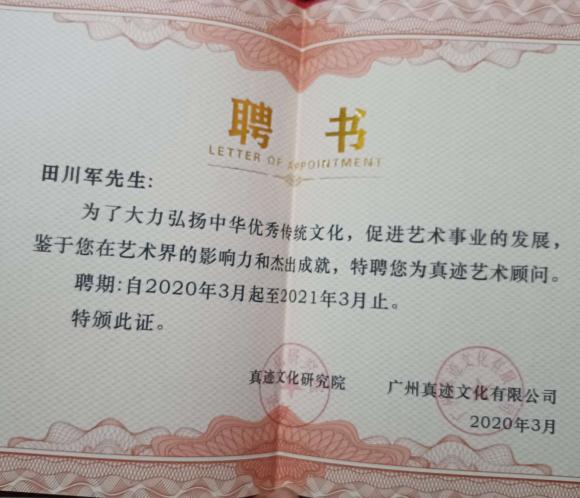 聘书
LETTER OF APPOINTMENT
田川军先生:
为了大力弘扬中华优秀传统文化，促进艺术事业的发展，
鉴于您在艺术界的影响力和杰出成就，特聘您为真迹艺术顾问。
聘期:自2020年3月起至2021年3月止。
特颁此证。
真迹文化研究院 广州真迹文化有限公司
2020年3月